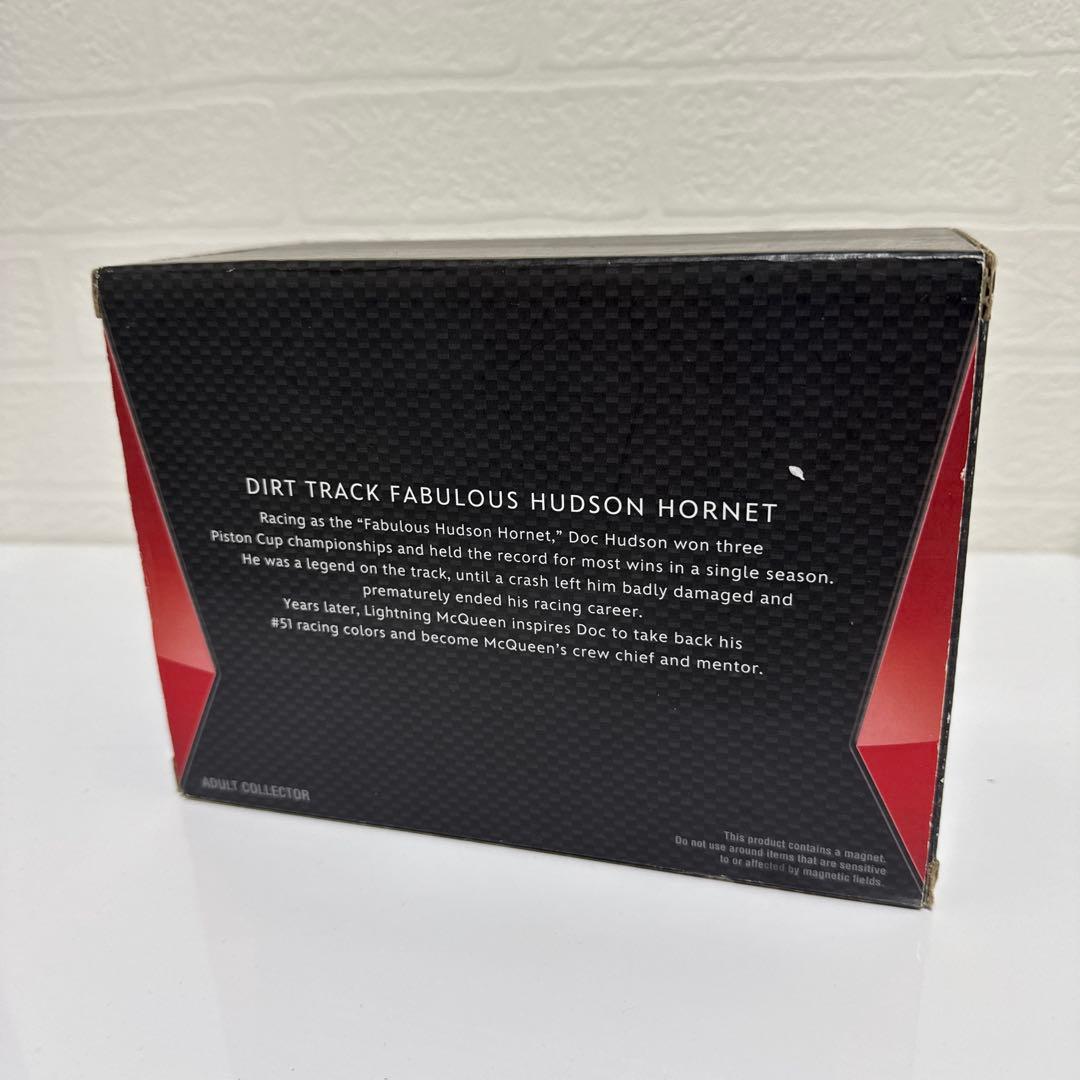 DIRT TRACK FABULOUS HUDSON HORNET
Racing as the “Fabulous Hudson Hornet,” Doc Hudson won three
Piston Cup championships and held the record for most wins in a single season.
He was a legend on the track, until a crash left him badly damaged and
prematurely ended his racing career.
Years later, Lightning McQueen inspires Doc to take back his
#51 racing colors and become McQueen’s crew chief and mentor.
ADULT COLLECTOR
This product contains a magnet.
Do not use around items that are sensitive
to or affected by magnetic fields.